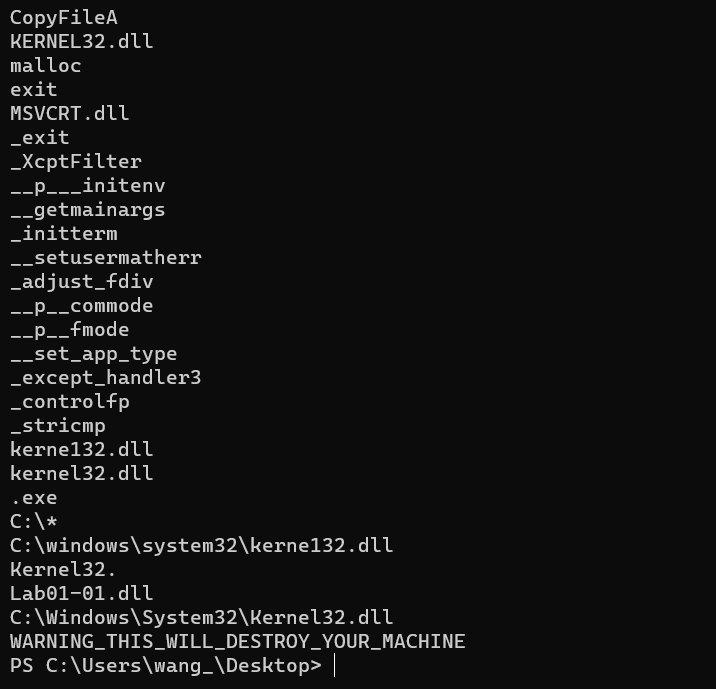 CopyFileA
KERNEL32.dll
malloc
exit
MSVCRT.dll
_exit
_XcptFilter
__p___initenv
__getmainargs
_initterm
__setusermatherr
_adjust_fdiv
__p__commode
__p__fmode
__set_app_type
_except_handler3
_controlfp
_stricmp
kerne132.dll
kernel32.dll
.exe
C:\*
C:\windows\system32\kerne132.dll
Kernel32.
Lab01-01.dll
C:\Windows\System32\Kernel32.dll
WARNING_THIS_WILL_DESTROY_YOUR_MACHINE
PS C:\Users\wang_\Desktop>